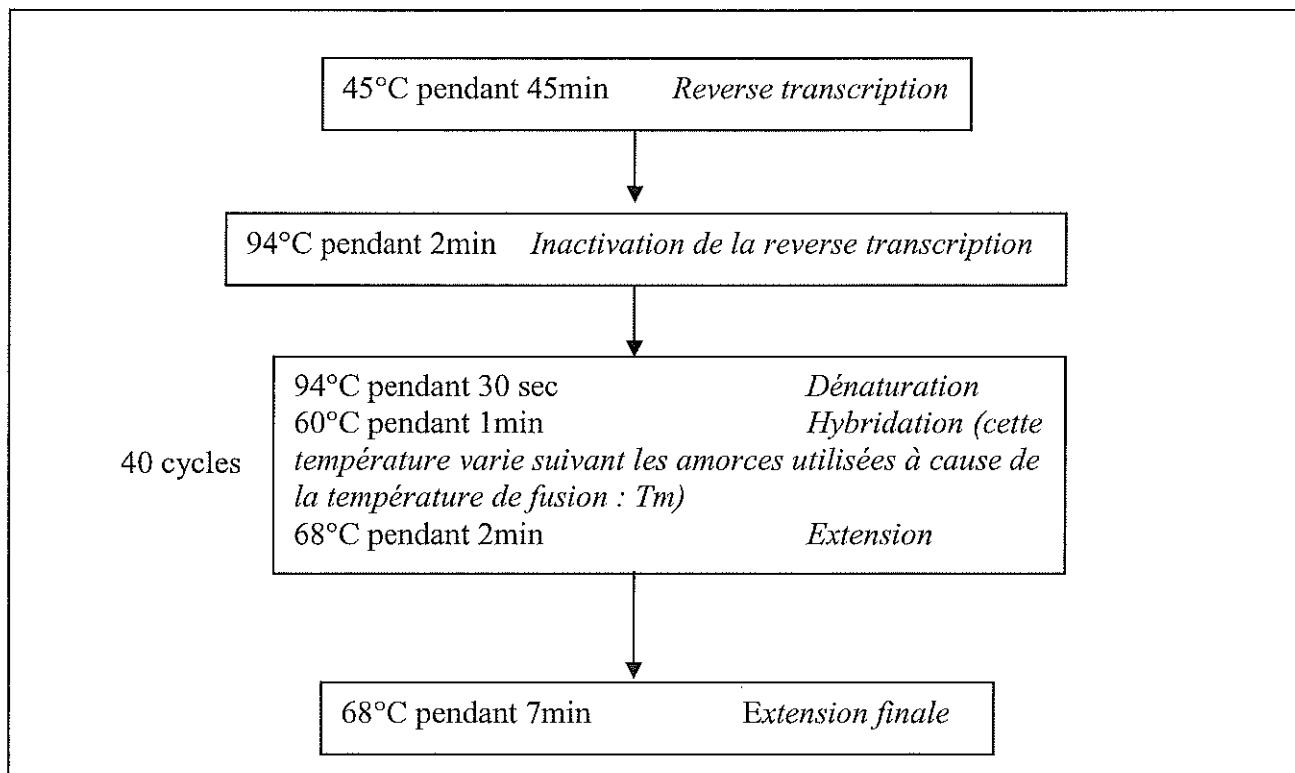 45°C pendant 45min Reverse transcription
94°C pendant 2min Inactivation de la reverse transcription
40 cycles
94°C pendant 30 sec Dénaturation
60°C pendant 1min Hybridation (cette
température varie suivant les amorces utilisées à cause de
la température de fusion : Tm)
68°C pendant 2min Extension
68°C pendant 7min Extension finale